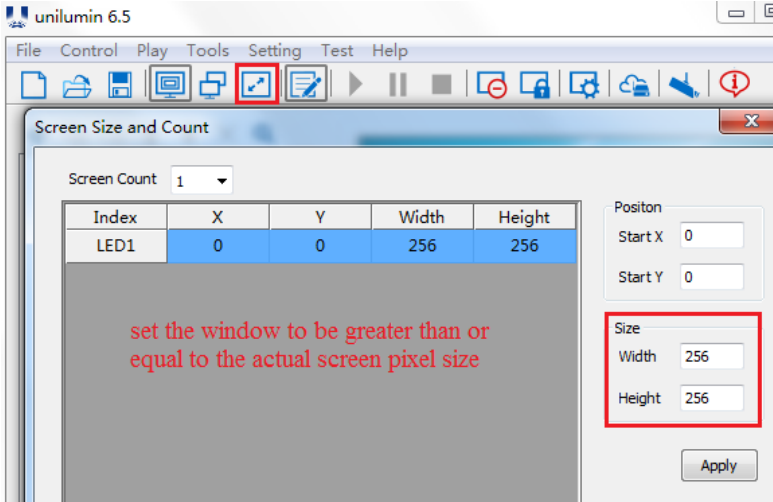 unilumin 6.5
File Control Play Tools Setting Test Help
Screen Size and Count
Screen Count 1
Index X Y Width Height
LED1 0 0 256 256
set the window to be greater than or
equal to the actual screen pixel size
Positon
Start X 0
Start Y 0
Size
Width 256
Height 256
Apply